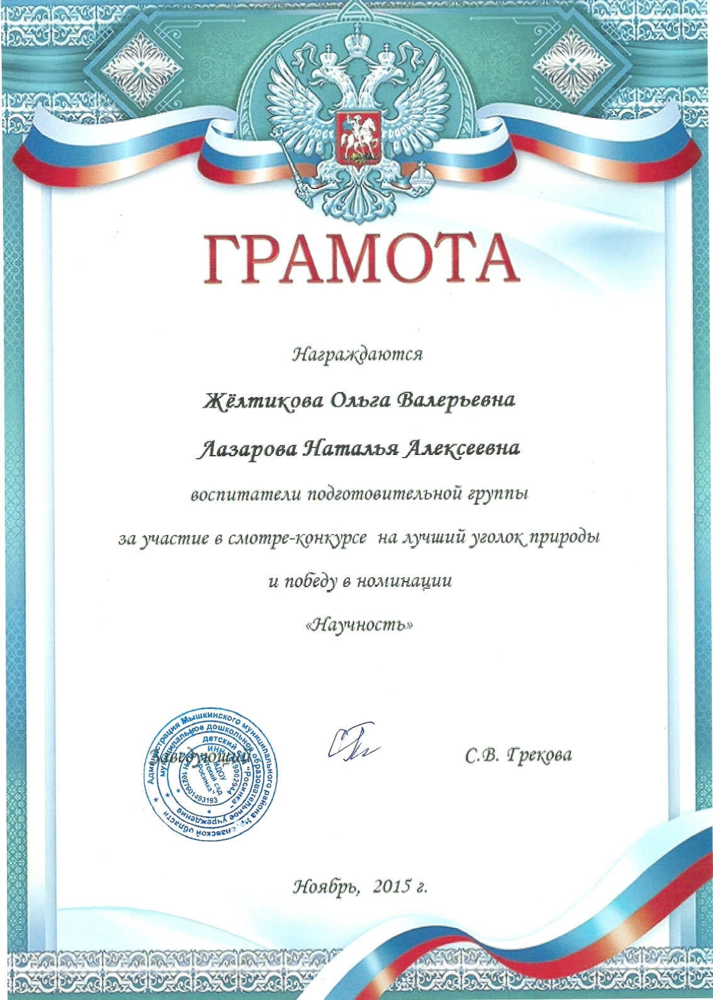 ГРАМОТА
Награждаются
Жёлтикова Ольга Валерьевна
Лазарова Наталья Алексеевна
воспитатели подготовительной группы
за участие в смотре-конкурсе на лучший уголок природы
и победу в номинации
«Научность»
Заведующий
С.В. Грекова
Администрация Мышкинского муниципального района Ярославской области
муниципальное дошкольное образовательное учреждение
детский сад "Росинка"
1027601493193
МДОУ
детский сад
"Росинка"
Ноябрь, 2015 г.